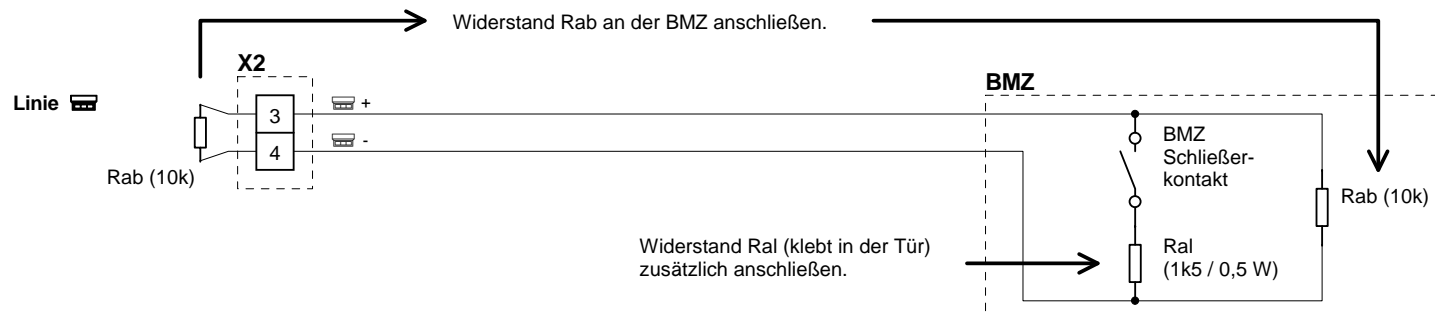 Widerstand Rab an der BMZ anschließen.
X2
BMZ
Linie
3
+
4
-
Rab (10k)
BMZ
Schließer-
kontakt
Rab (10k)
Widerstand Ral (klebt in der Tür)
zusätzlich anschließen.
Ral
(1k5 / 0,5 W)